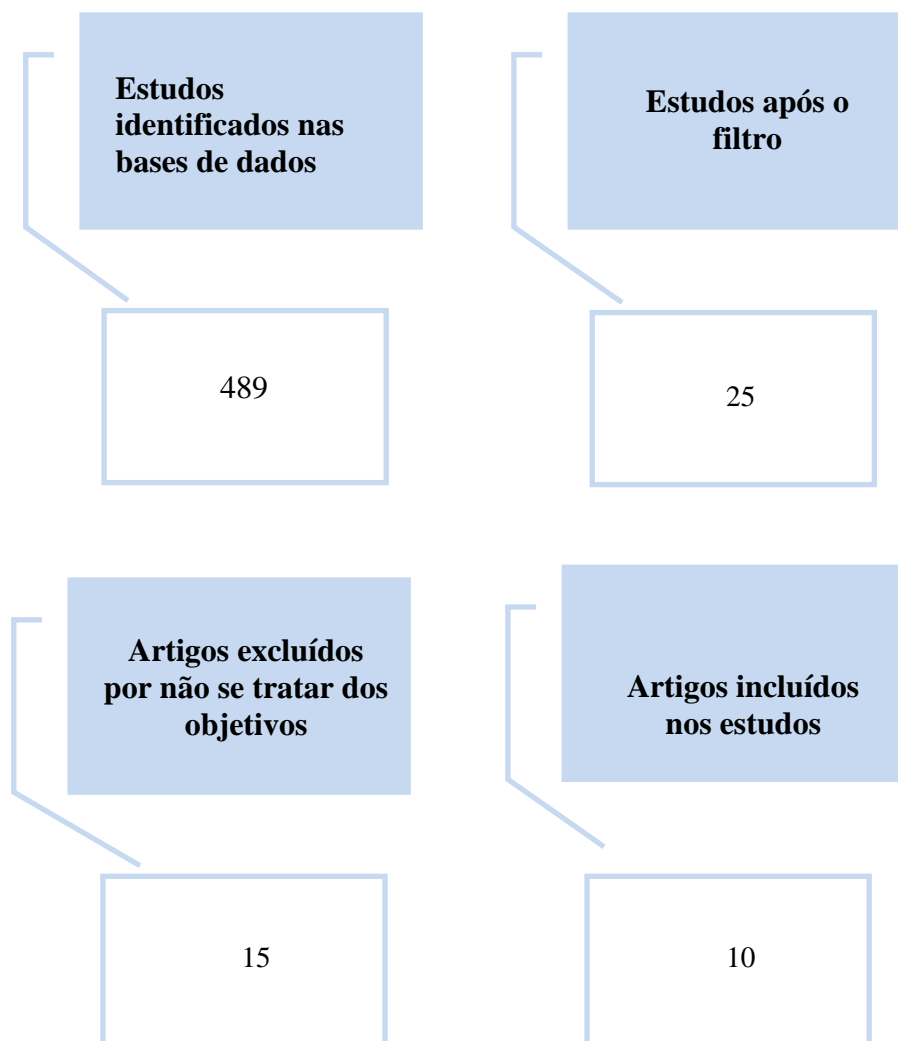 Estudos
identificados nas
bases de dados
Estudos após o
filtro
489
25
Artigos excluídos
por não se tratar dos
objetivos
Artigos incluídos
nos estudos
15
10